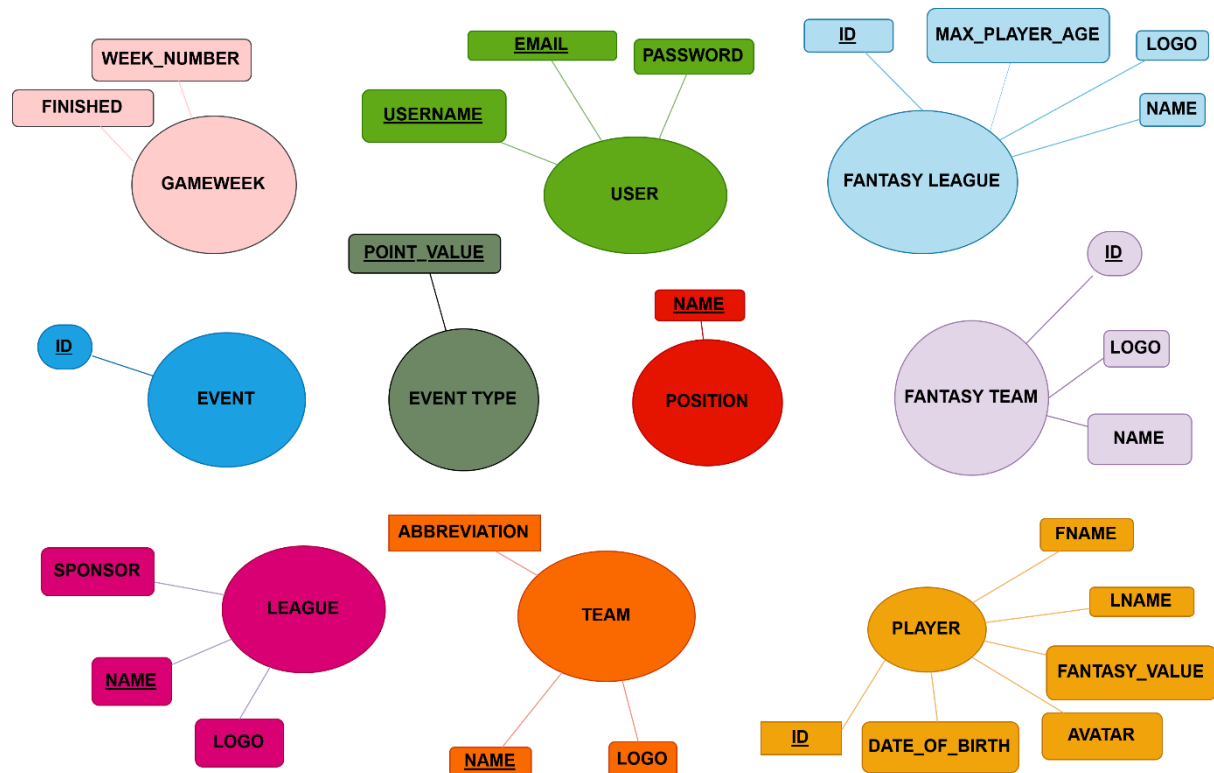 WEEK_NUMBER
FINISHED
GAMEWEEK
EMAIL
PASSWORD
USERNAME
USER
ID
MAX_PLAYER_AGE
LOGO
NAME
FANTASY LEAGUE
ID
EVENT
POINT_VALUE
EVENT TYPE
NAME
POSITION
ID
LOGO
NAME
FANTASY TEAM
SPONSOR
LEAGUE
NAME
LOGO
ABBREVIATION
TEAM
NAME
LOGO
FNAME
LNAME
PLAYER
FANTASY_VALUE
ID
DATE_OF_BIRTH
AVATAR